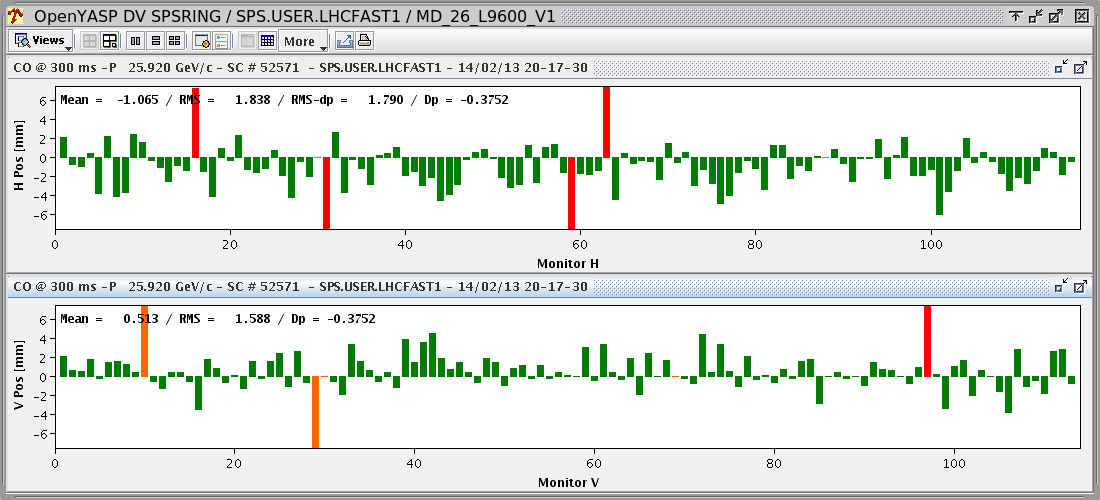 OpenYASP DV SPSRING / SPS.USER.LHCFAST1 / MD_26_L9600_V1
Views More
CO @ 300 ms -P 25.920 GeV/c - SC # 52571 - SPS.USER.LHCFAST1 - 14/02/13 20-17-30
Mean = -1.065 / RMS = 1.838 / RMS-dp = 1.790 / Dp = -0.3752
H Pos [mm]
6
4
2
0
-2
-4
-6
0 20 40 60 80 100
Monitor H
CO @ 300 ms -P 25.920 GeV/c - SC # 52571 - SPS.USER.LHCFAST1 - 14/02/13 20-17-30
Mean = 0.513 / RMS = 1.588 / Dp = -0.3752
V Pos [mm]
6
4
2
0
-2
-4
-6
0 20 40 60 80 100
Monitor V